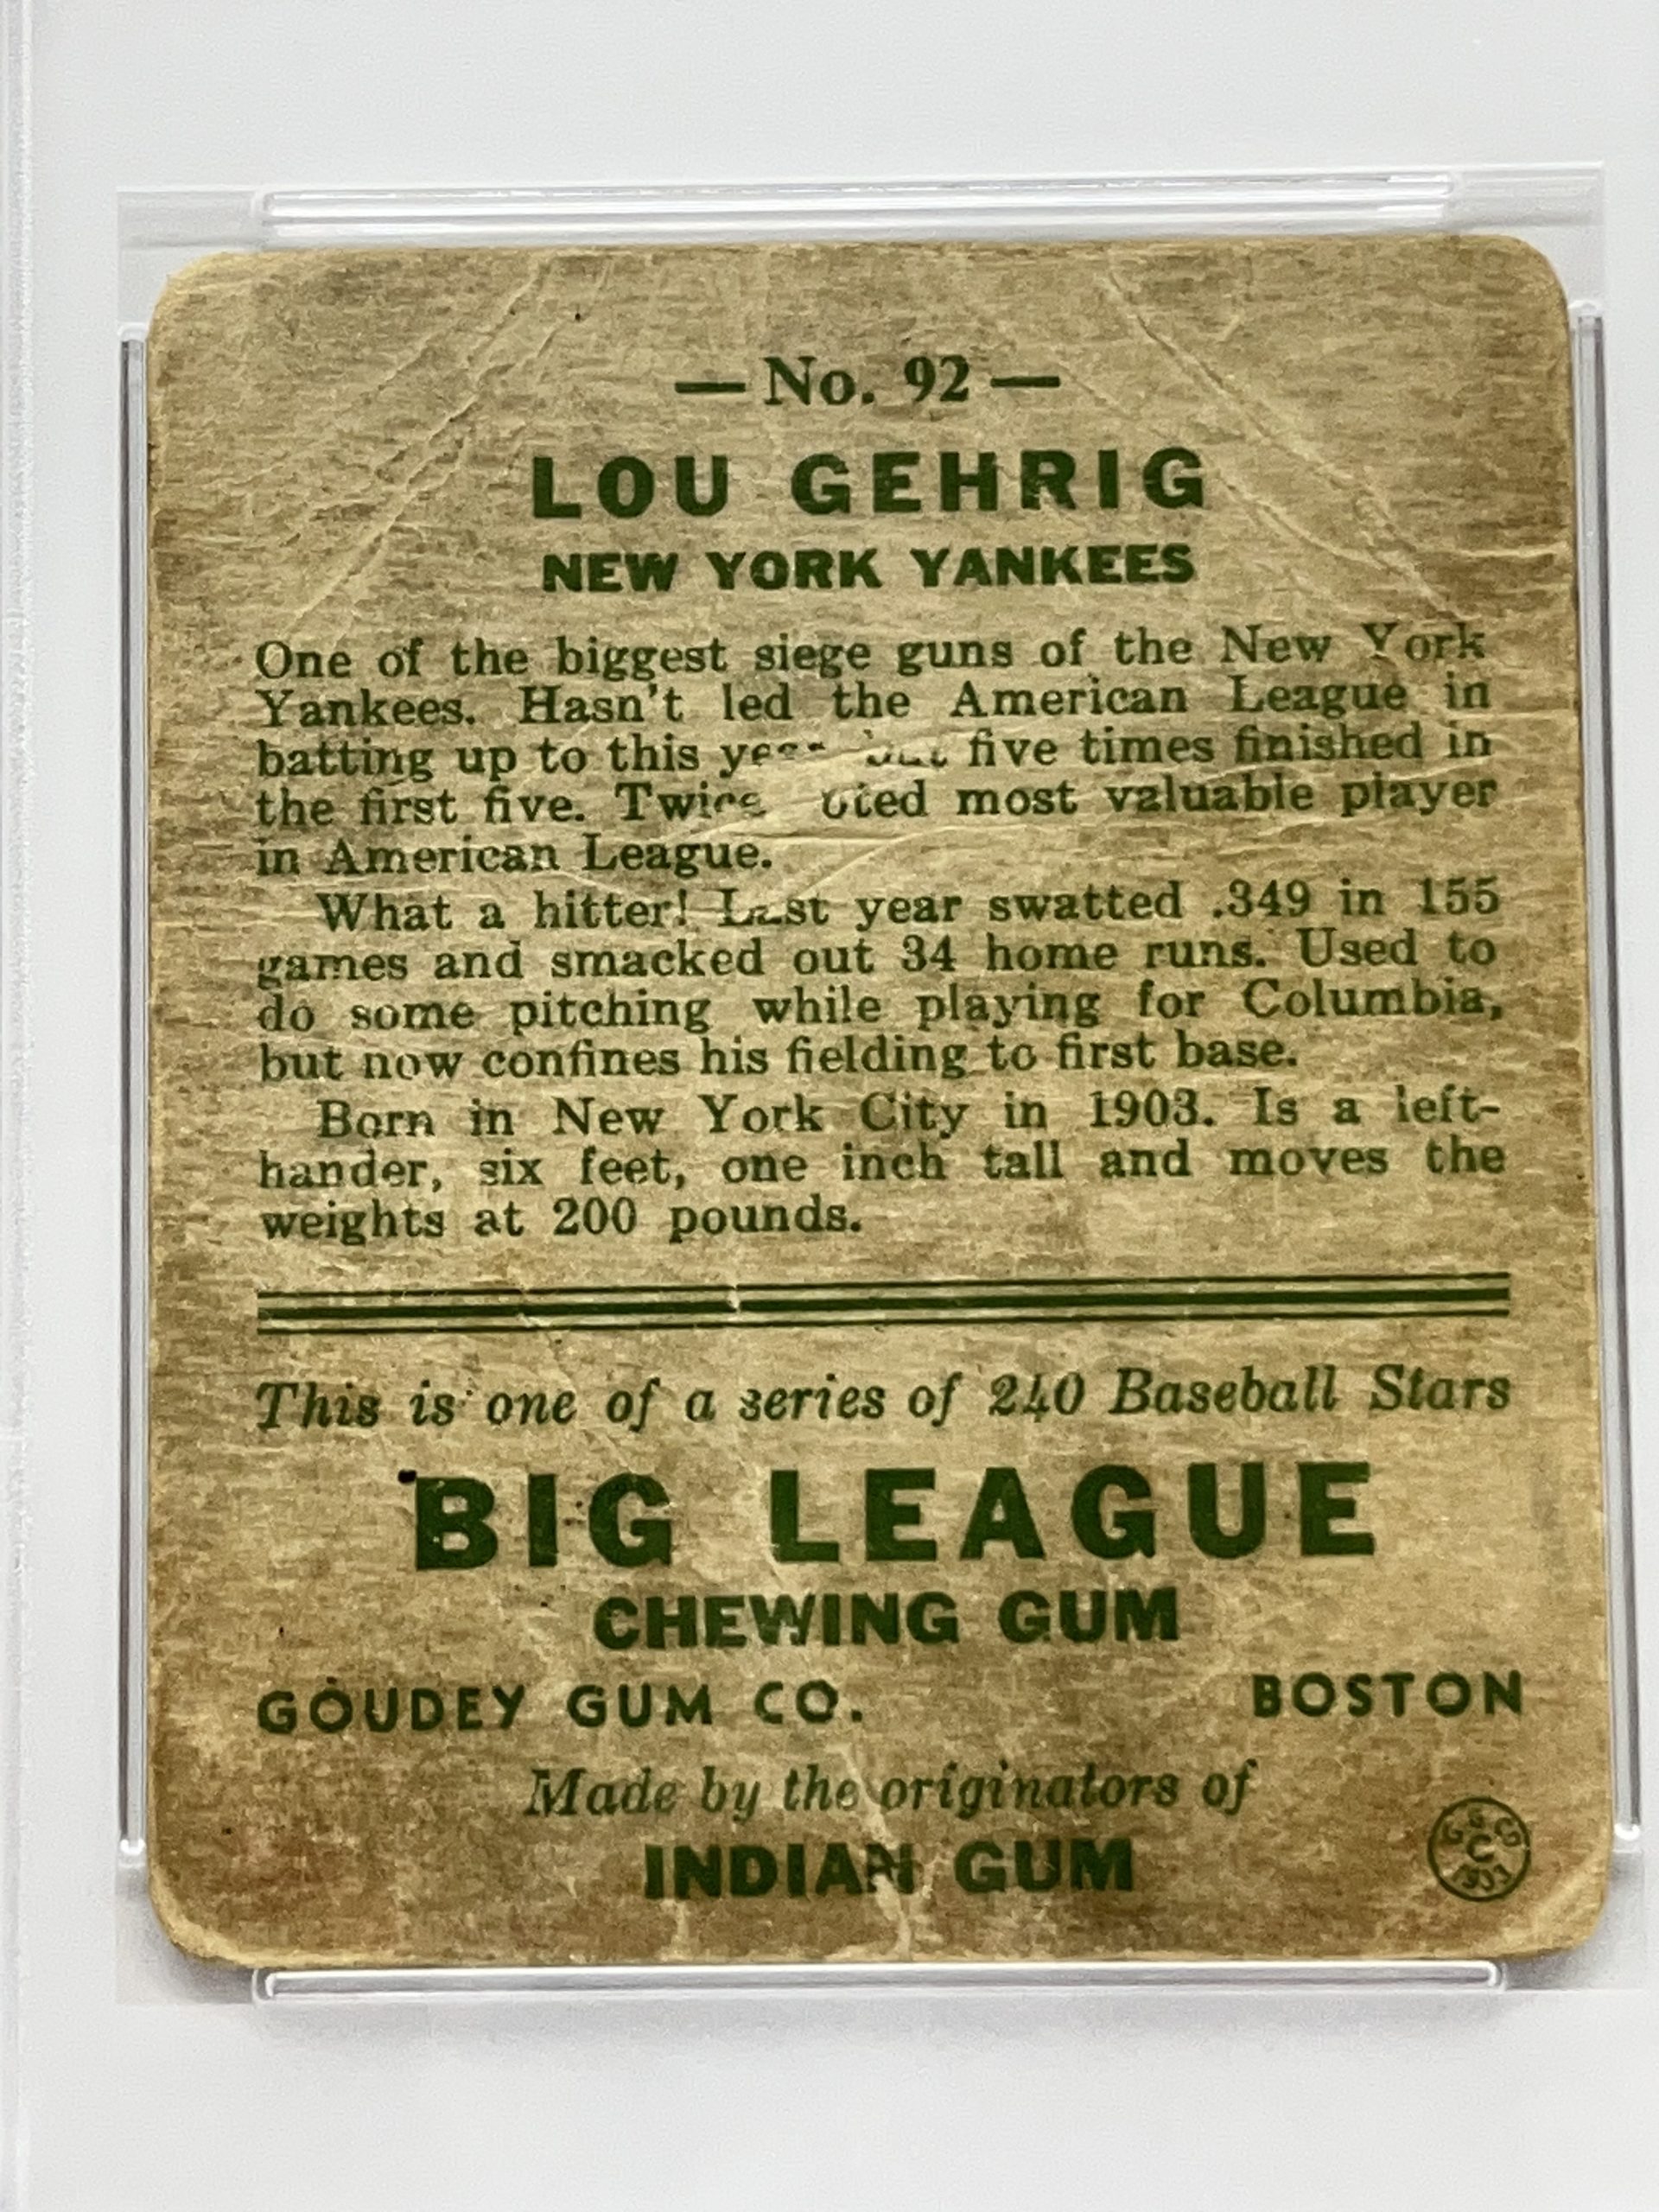 — No. 92 —
LOU GEHRIG
NEW YORK YANKEES
One of the biggest siege guns of the New York
Yankees. Hasn't led the American League in
batting up to this five times finished in
the first five. most valuable player
in American League.
What a hitter! Last year swatted .349 in 155
games and smacked out 34 home runs. Used to
do some pitching while playing for Columbia,
but now confines his fielding to first base.
Born in New York City in 1903. Is a left-
hander, six feet, one inch tall and moves the
weights at 200 pounds.
This is one of a series of 240 Baseball Stars
BIG LEAGUE
CHEWING GUM
GOUDEY GUM CO. BOSTON
Made by the originators of
INDIAN GUM
G. G. Co
C
1933